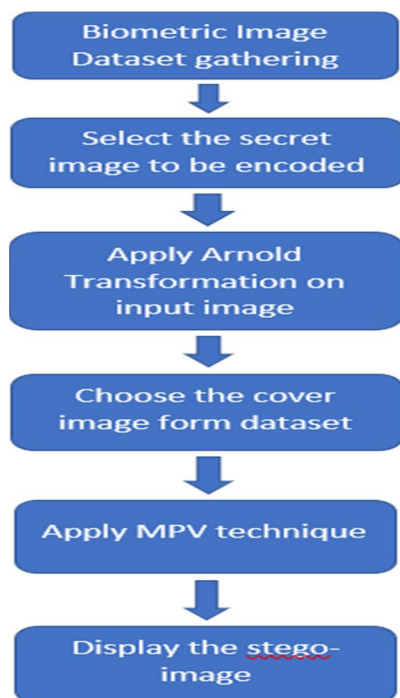 Biometric Image
Dataset gathering
Select the secret
image to be encoded
Apply Arnold
Transformation on
input image
Choose the cover
image form dataset
Apply MPV technique
Display the stego-
image